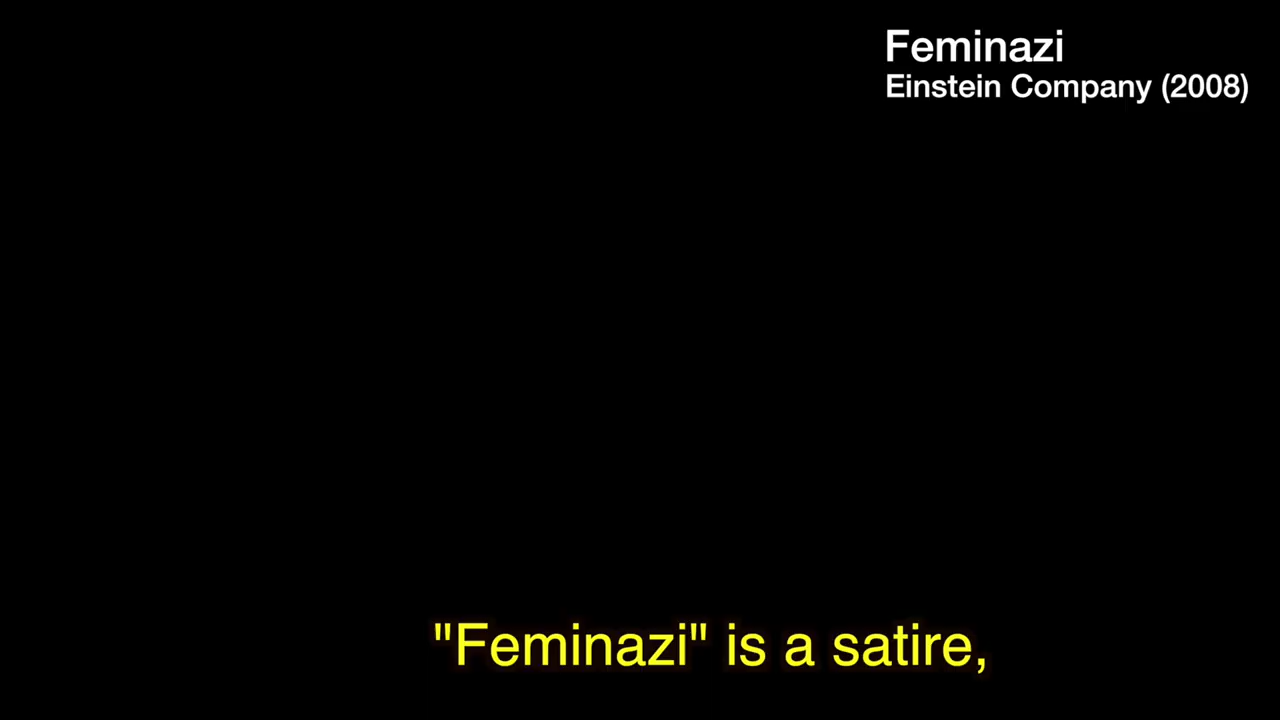 Feminazi
Einstein Company (2008)
"Feminazi" is a satire,